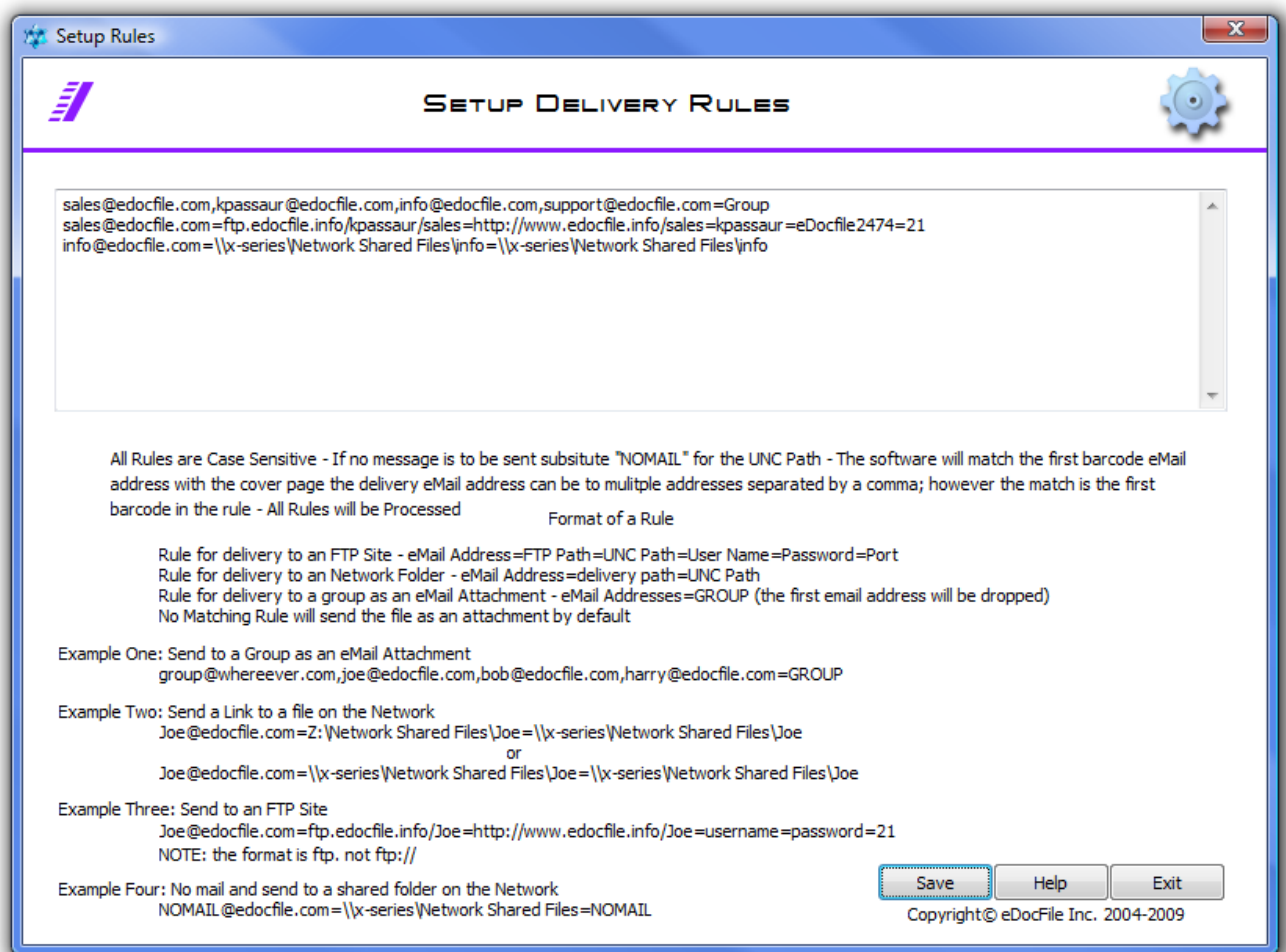 Setup Rules
SETUP DELIVERY RULES
sales@edocfile.com,kpassaur@edocfile.com,info@edocfile.com,support@edocfile.com=Group
sales@edocfile.com=ftp.edocfile.info/kpassaur/sales=http://www.edocfile.info/sales=kpassaur=eDocfile2474=21
info@edocfile.com=\\x-series\Network Shared Files\info=\\x-series\Network Shared Files\info
All Rules are Case Sensitive - If no message is to be sent subsitute "NOMAIL" for the UNC Path - The software will match the first barcode eMail
address with the cover page the delivery eMail address can be to mulitple addresses separated by a comma; however the match is the first
barcode in the rule - All Rules will be Processed
Format of a Rule
Rule for delivery to an FTP Site - eMail Address=FTP Path=UNC Path=User Name=Password=Port
Rule for delivery to an Network Folder - eMail Address=delivery path=UNC Path
Rule for delivery to a group as an eMail Attachment - eMail Addresses=GROUP (the first email address will be dropped)
No Matching Rule will send the file as an attachment by default
Example One: Send to a Group as an eMail Attachment
group@whereever.com,joe@edocfile.com,bob@edocfile.com,harry@edocfile.com=GROUP
Example Two: Send a Link to a file on the Network
Joe@edocfile.com=Z:\Network Shared Files\Joe=\\x-series\Network Shared Files\Joe
or
Joe@edocfile.com=\\x-series\Network Shared Files\Joe=\\x-series\Network Shared Files\Joe
Example Three: Send to an FTP Site
Joe@edocfile.com=ftp.edocfile.info/Joe=http://www.edocfile.info/Joe=username=password=21
NOTE: the format is ftp. not ftp://
Example Four: No mail and send to a shared folder on the Network
NOMAIL@edocfile.com=\\x-series\Network Shared Files=NOMAIL
Save Help Exit
Copyright© eDocFile Inc. 2004-2009